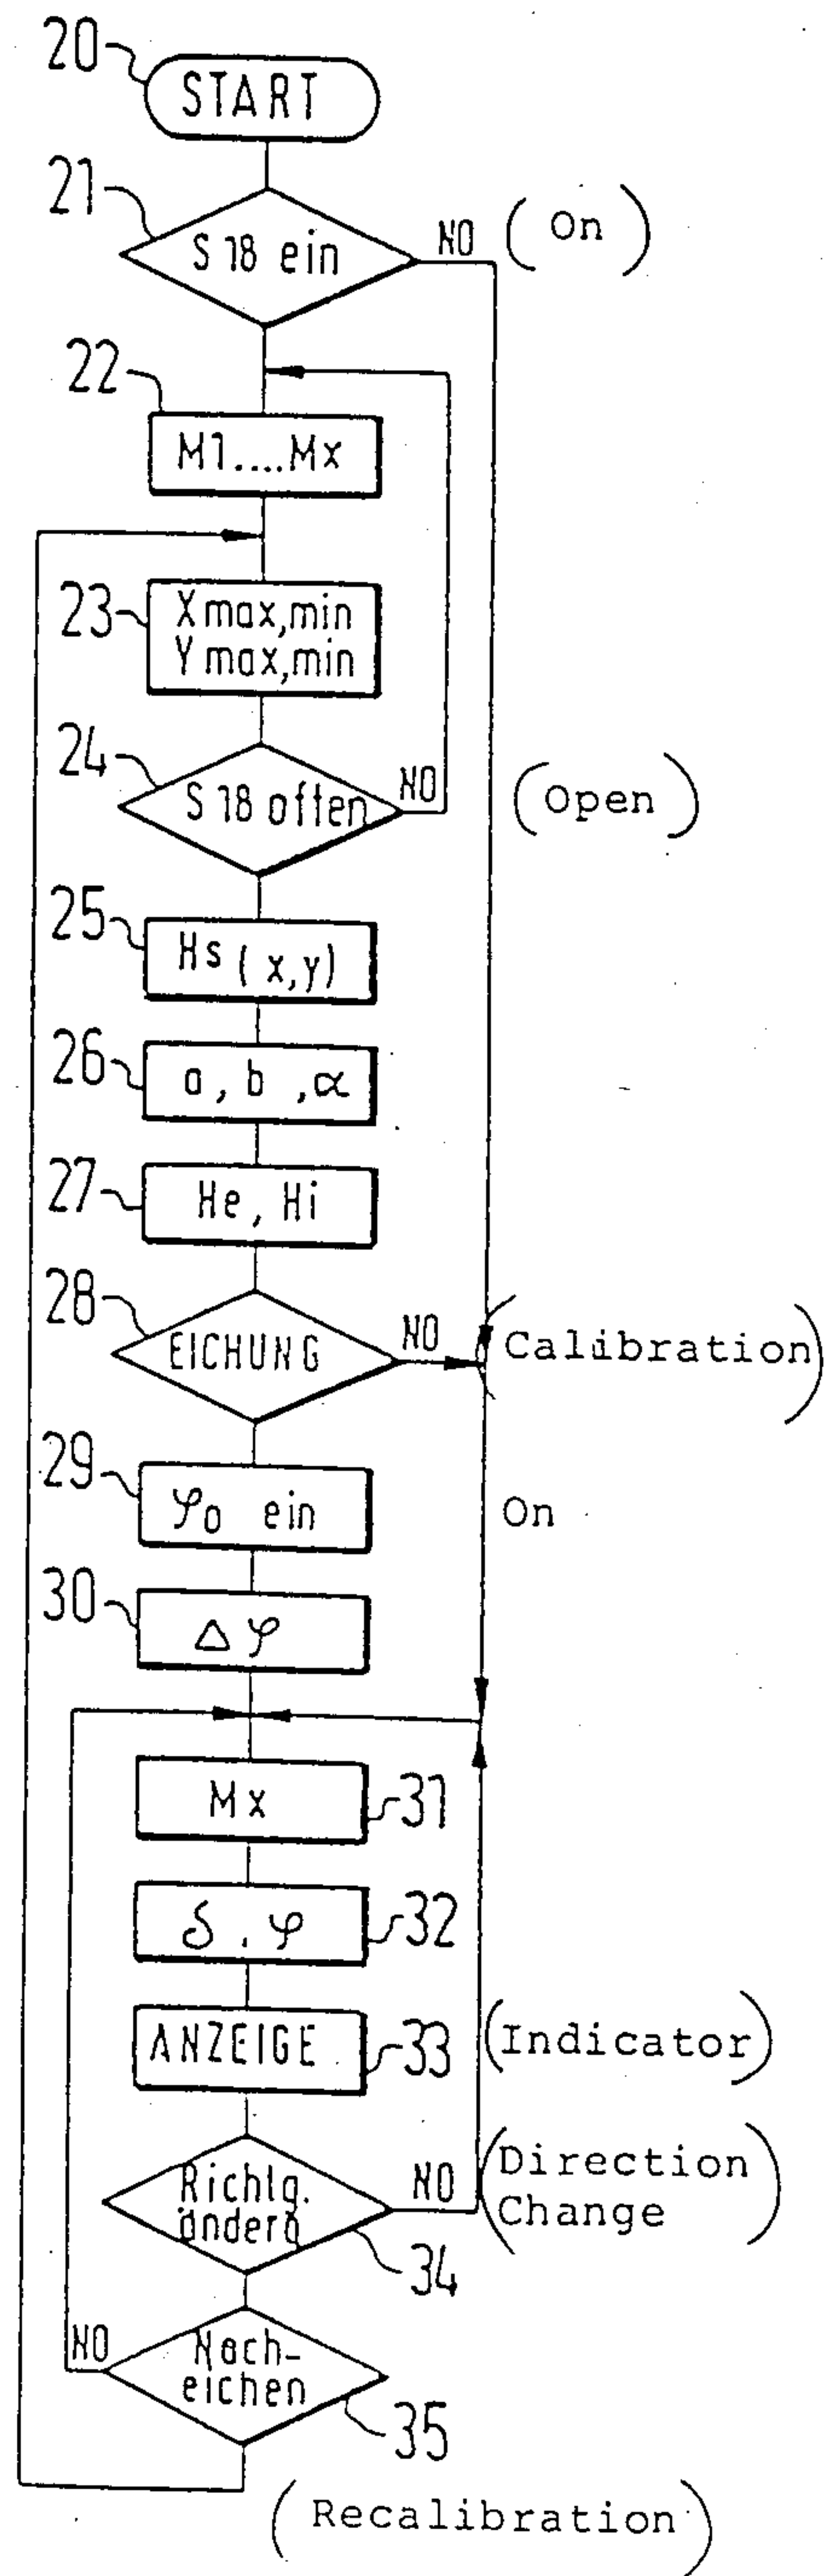 20
START
21
S 18 ein
NO
(On)
22
M1....Mx
23
Xmax,min
Ymax,min
24
S 18 offen
NO
(Open)
25
Hs (x,y)
26
a, b, α
27
He, Hi
28
EICHUNG
NO
(Calibration)
29
φ0 ein
On
30
Δφ
Mx
31
δ, φ
32
ANZEIGE
33
(Indicator)
Richtg.
änderg
NO
(Direction
Change)
34
NO
Nach-
eichen
35
(Recalibration)